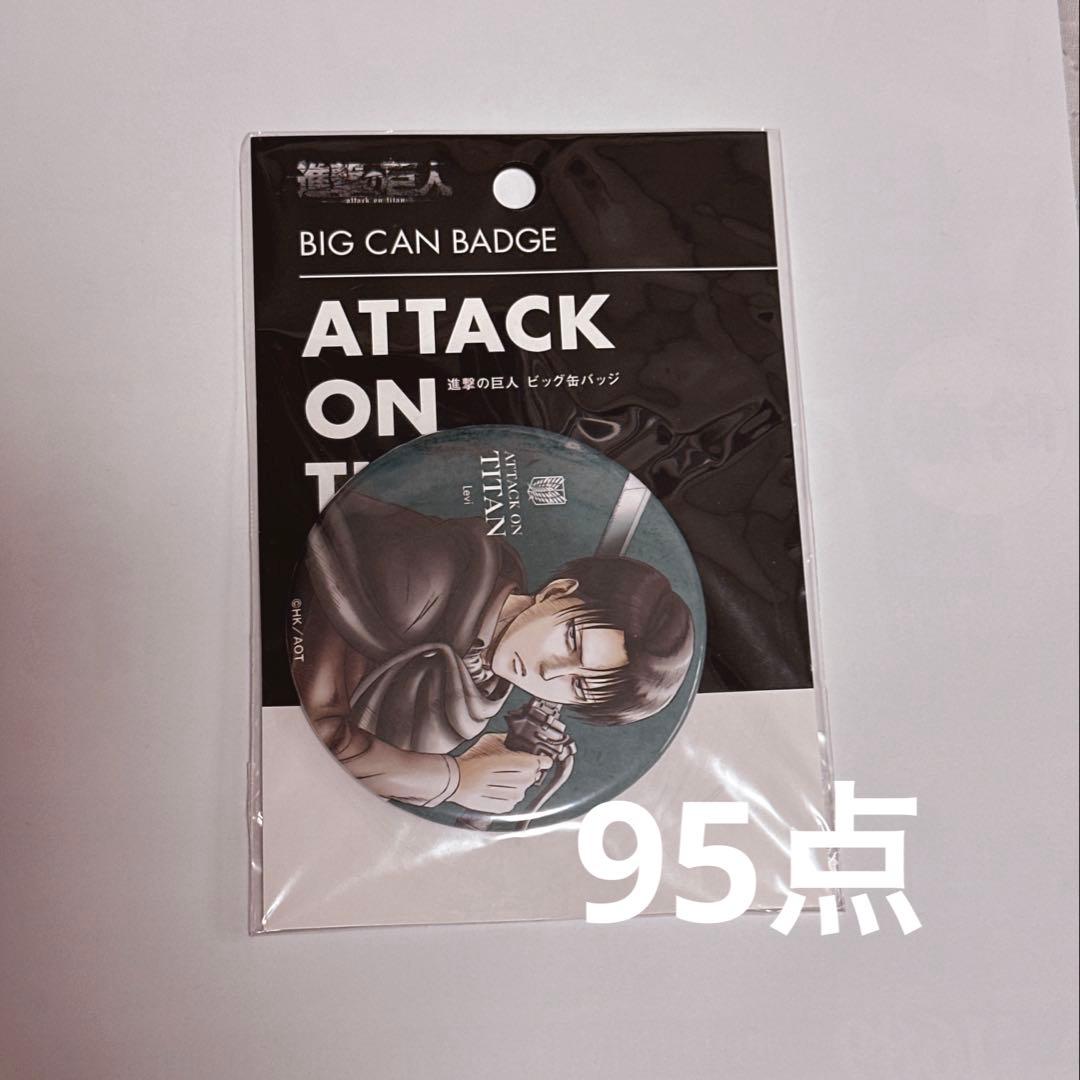 進撃の巨人
attack on titan
BIG CAN BADGE
ATTACK
ON
進撃の巨人 ビッグ缶バッジ
ATTACK ON
TITAN
Levi
©HK/AOT
95点